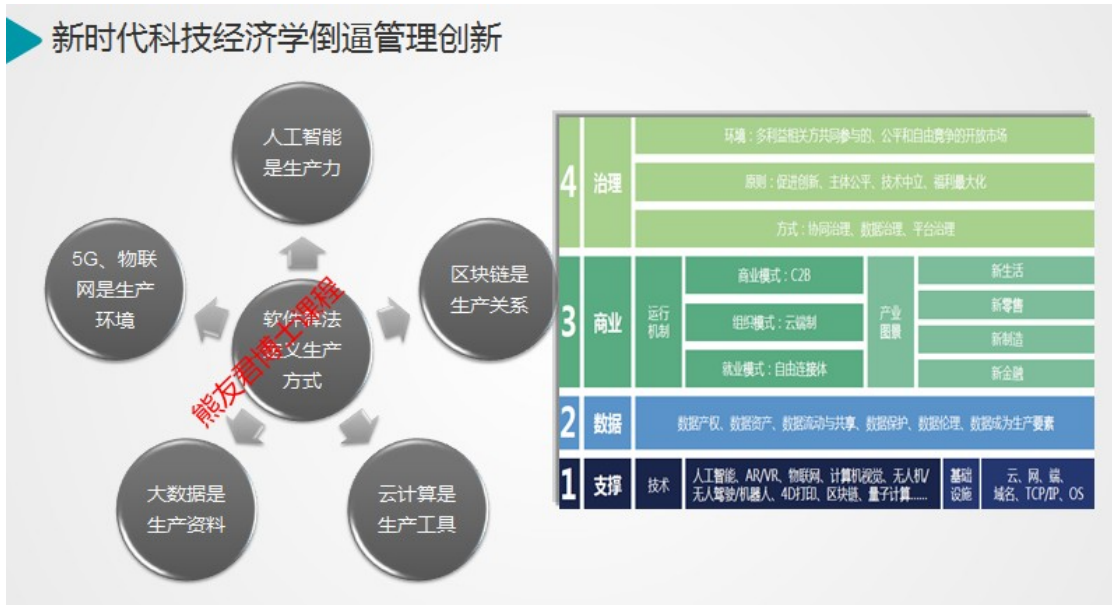 新时代科技经济学倒逼管理创新
人工智能
是生产力
5G、物联
网是生产
环境
区块链是
生产关系
软件算法
定义生产
方式
熊友君博士课程
大数据是
生产资料
云计算是
生产工具
4
治理
环境：多利益相关方共同参与的、公平和自由竞争的开放市场
原则：促进创新、主体公平、技术中立、福利最大化
方式：协同治理、数据治理、平台治理
3
商业
运行
机制
商业模式：C2B
组织模式：云端制
就业模式：自由连接体
产业
图景
新生活
新零售
新制造
新金融
2
数据
数据产权、数据资产、数据流动与共享、数据保护、数据伦理、数据成为生产要素
1
支撑
技术
人工智能、AR/VR、物联网、计算机视觉、无人机/
无人驾驶/机器人、4D打印、区块链、量子计算......
基础
设施
云、网、端、
域名、TCP/IP、OS